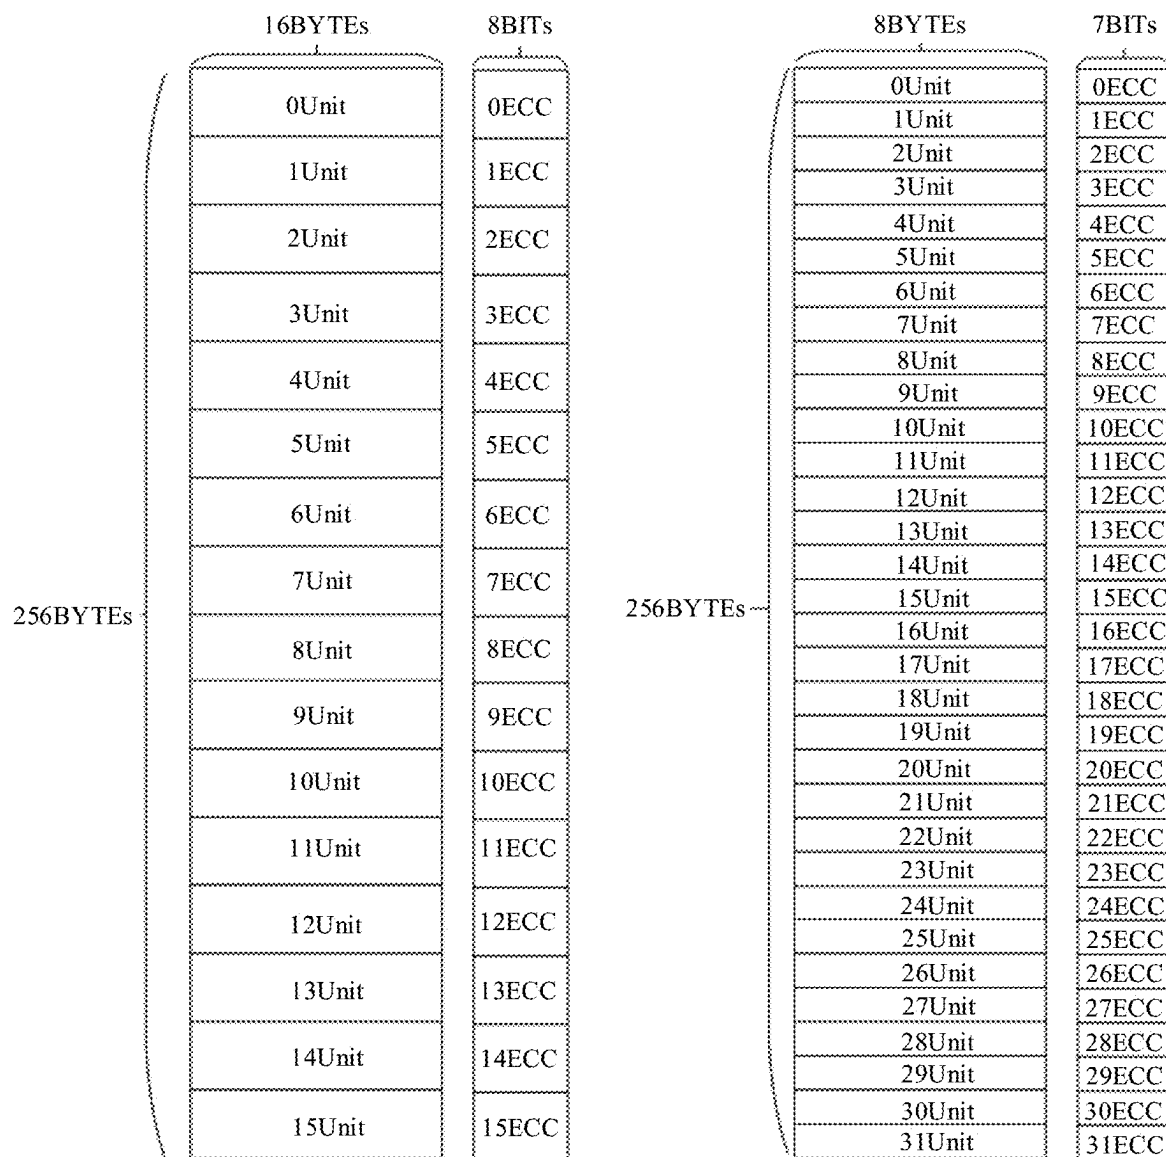 16BYTEs 8BITs
0Unit 0ECC
1Unit 1ECC
2Unit 2ECC
3Unit 3ECC
4Unit 4ECC
5Unit 5ECC
6Unit 6ECC
7Unit 7ECC
256BYTEs
8Unit 8ECC
9Unit 9ECC
10Unit 10ECC
11Unit 11ECC
12Unit 12ECC
13Unit 13ECC
14Unit 14ECC
15Unit 15ECC
8BYTEs 7BITs
0Unit 0ECC
1Unit 1ECC
2Unit 2ECC
3Unit 3ECC
4Unit 4ECC
5Unit 5ECC
6Unit 6ECC
7Unit 7ECC
8Unit 8ECC
9Unit 9ECC
10Unit 10ECC
11Unit 11ECC
12Unit 12ECC
13Unit 13ECC
14Unit 14ECC
256BYTEs 15Unit 15ECC
16Unit 16ECC
17Unit 17ECC
18Unit 18ECC
19Unit 19ECC
20Unit 20ECC
21Unit 21ECC
22Unit 22ECC
23Unit 23ECC
24Unit 24ECC
25Unit 25ECC
26Unit 26ECC
27Unit 27ECC
28Unit 28ECC
29Unit 29ECC
30Unit 30ECC
31Unit 31ECC